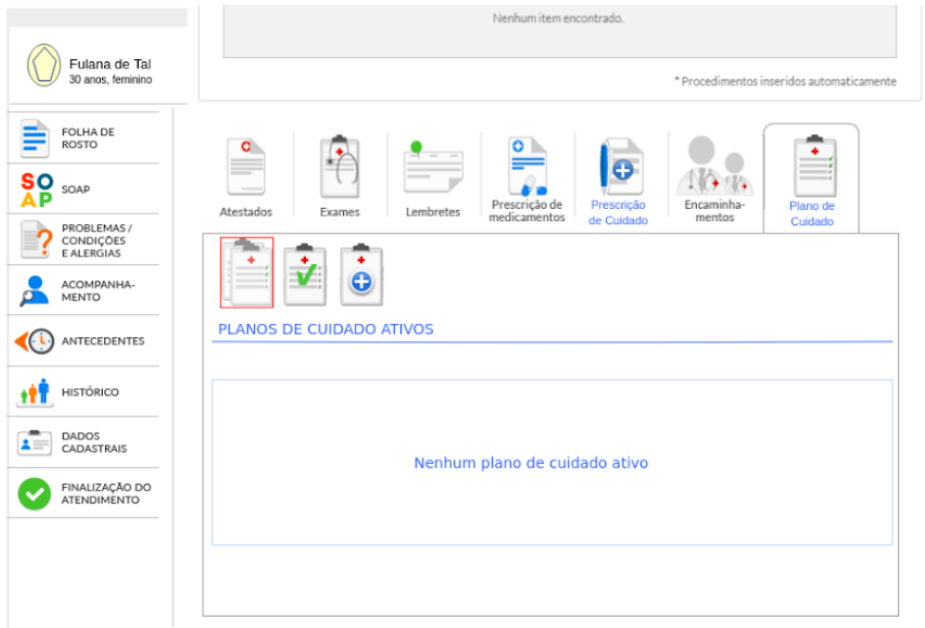 Nenhum item encontrado.
* Procedimentos inseridos automaticamente
Fulana de Tal
30 anos, feminino
FOLHA DE
ROSTO
SO
AP
SOAP
PROBLEMAS /
CONDIÇÕES
E ALERGIAS
ACOMPANHA-
MENTO
ANTECEDENTES
HISTÓRICO
DADOS
CADASTRAIS
FINALIZAÇÃO DO
ATENDIMENTO
Atestados
Exames
Lembretes
Prescrição de
medicamentos
Prescrição
de Cuidado
Encaminha-
mentos
Plano de
Cuidado
PLANOS DE CUIDADO ATIVOS
Nenhum plano de cuidado ativo